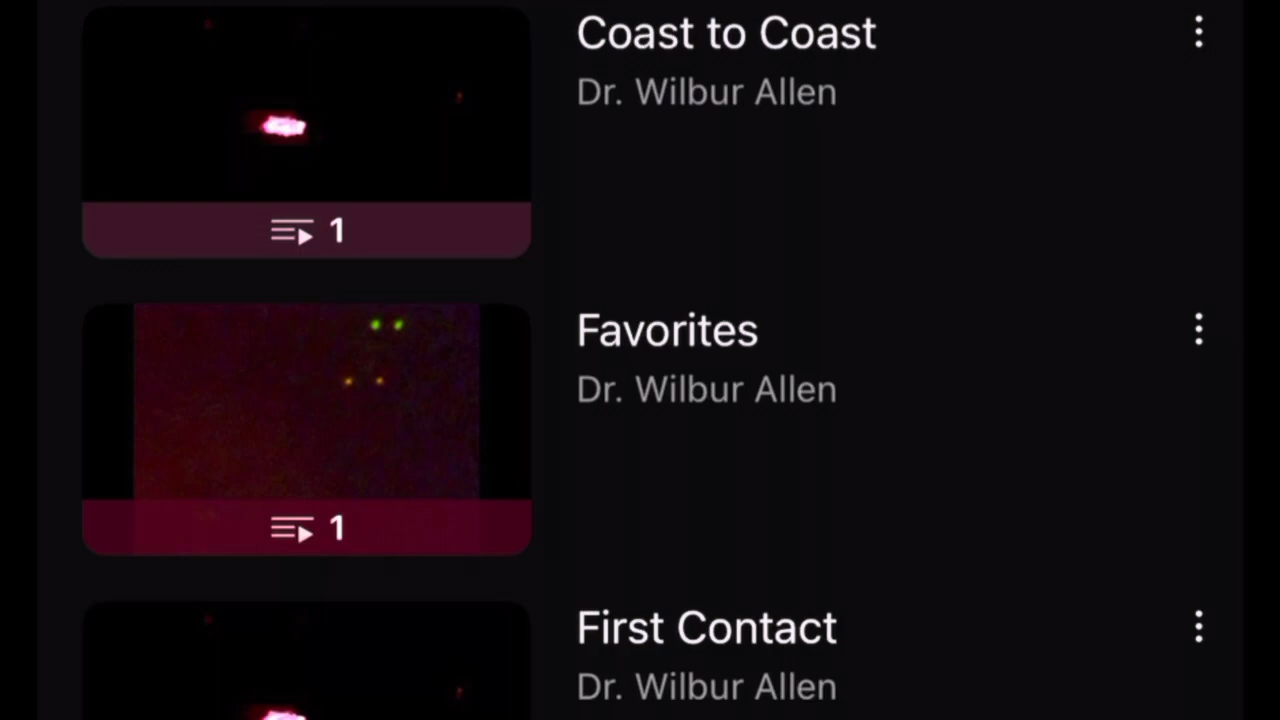 Coast to Coast
Dr. Wilbur Allen
1
Favorites
Dr. Wilbur Allen
1
First Contact
Dr. Wilbur Allen